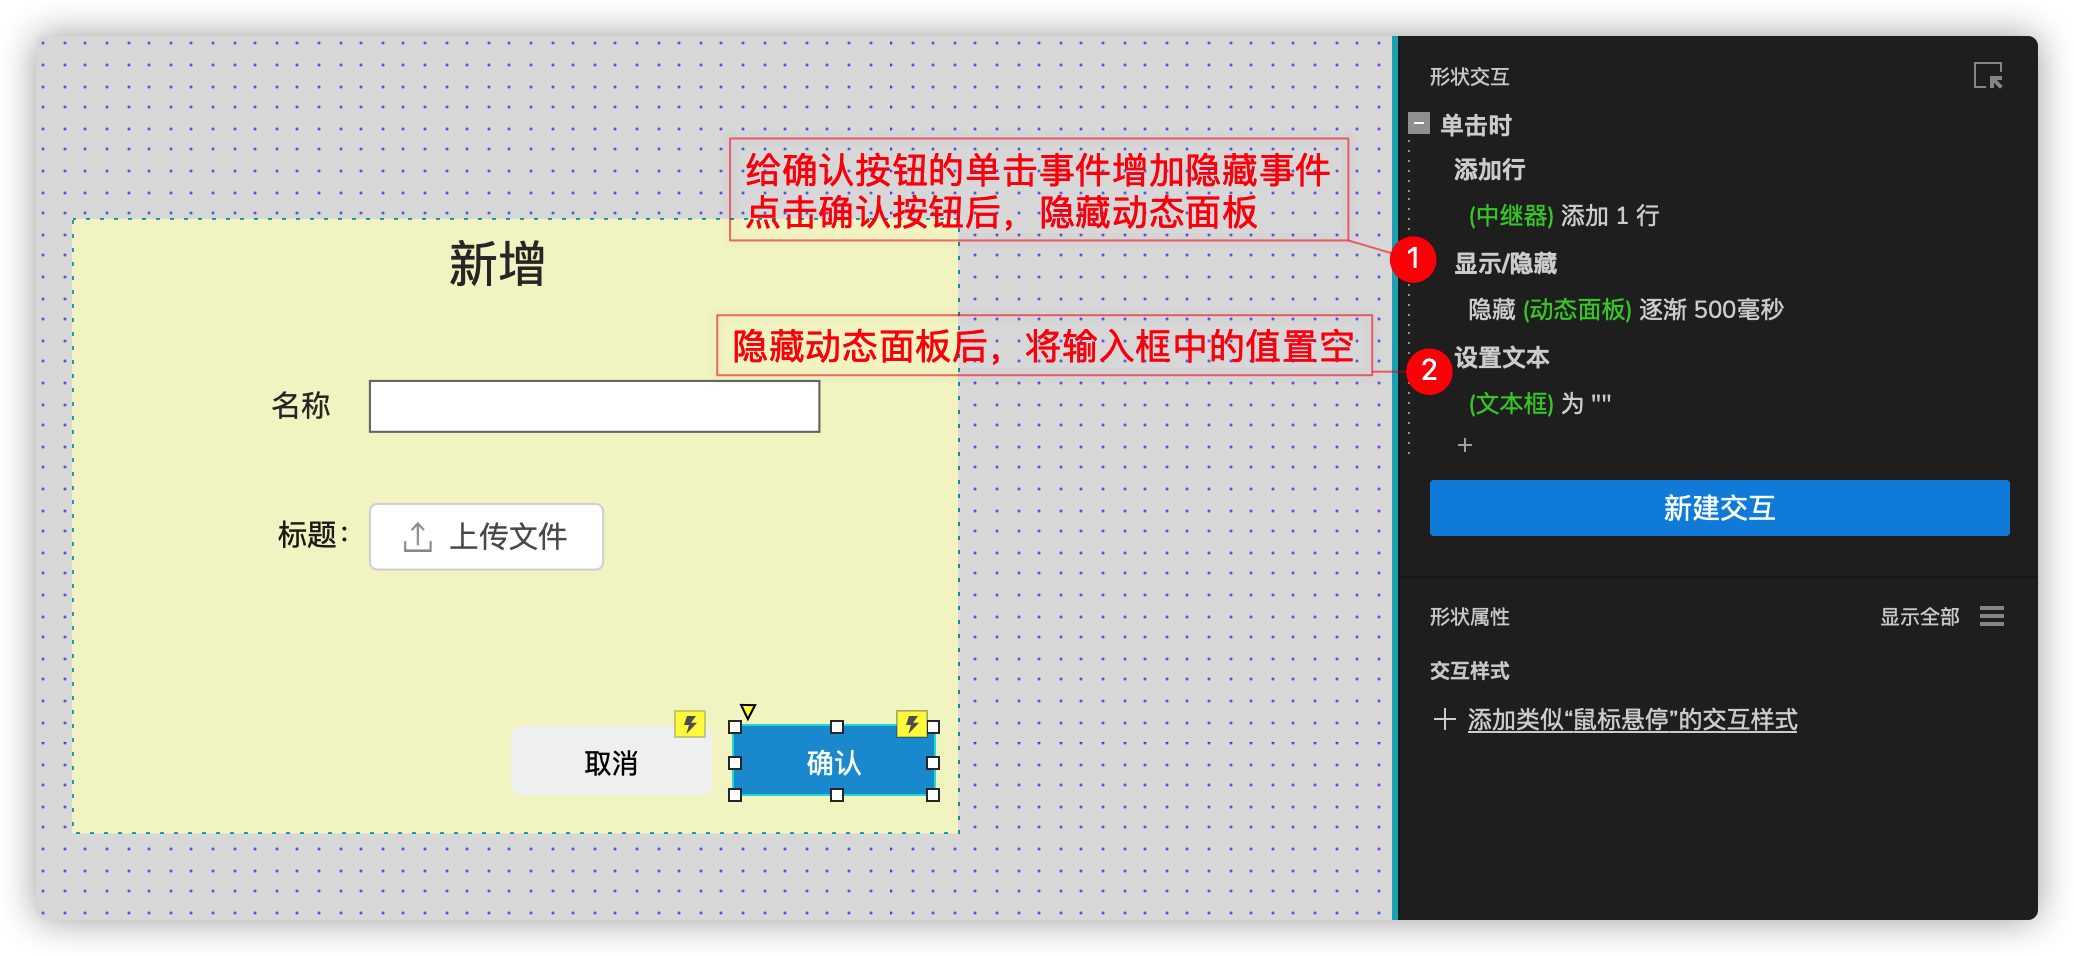 给确认按钮的单击事件增加隐藏事件
点击确认按钮后，隐藏动态面板
新增
隐藏动态面板后，将输入框中的值置空
名称
标题：
上传文件
取消
确认
形状交互
单击时
添加行
(中继器) 添加 1 行
1
显示/隐藏
隐藏 (动态面板) 逐渐 500毫秒
2
设置文本
(文本框) 为 ""
新建交互
形状属性
显示全部
交互样式
添加类似“鼠标悬停”的交互样式